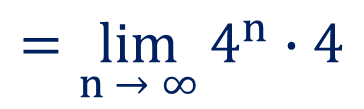 = lim 4ⁿ · 4
n → ∞